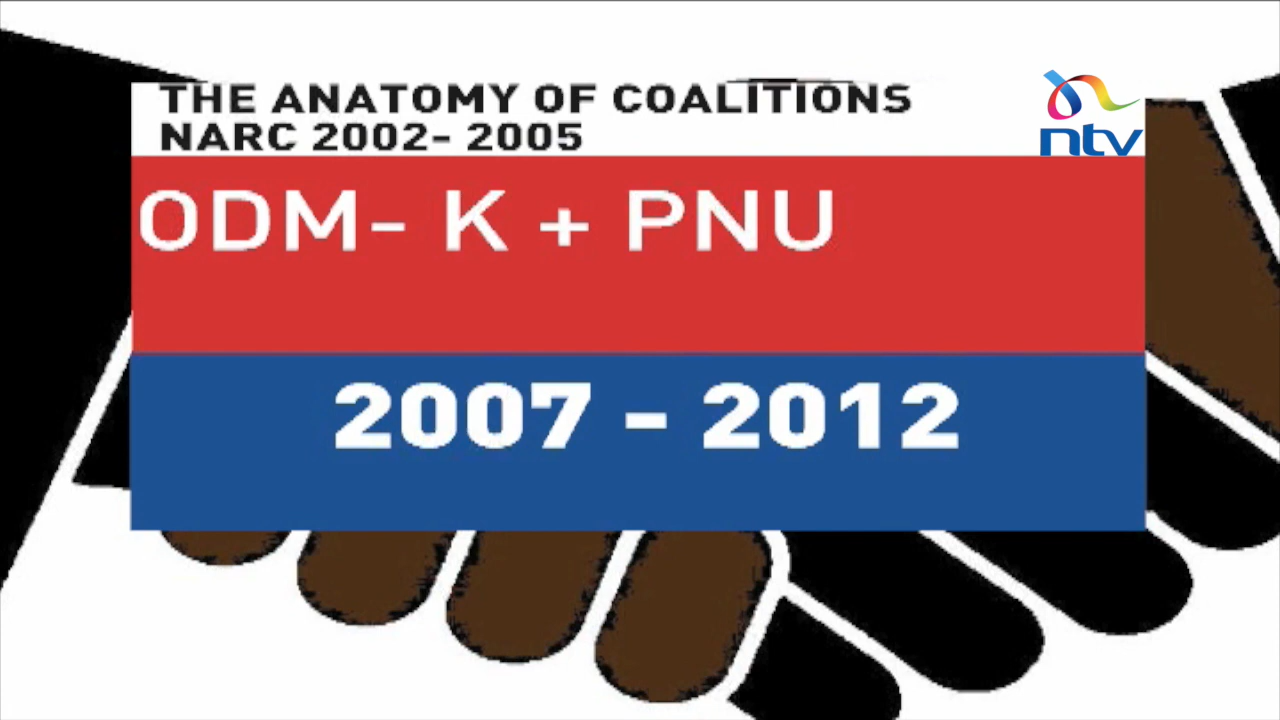 THE ANATOMY OF COALITIONS
NARC 2002- 2005
ntv
ODM- K + PNU
2007 - 2012